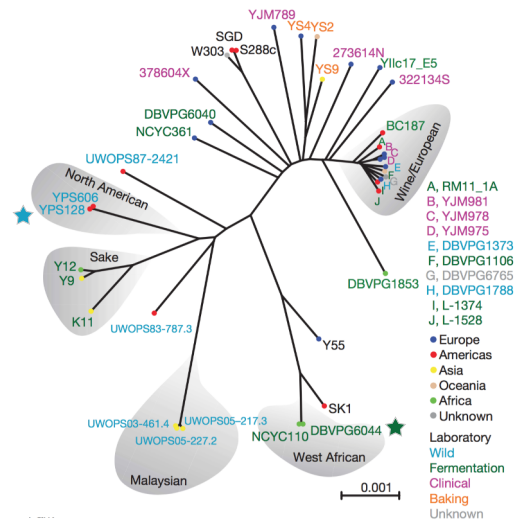 YJM789
YS4
YS2
SGD
W303
S288c
273614N
YIIc17_E5
378604X
YS9
322134S
DBVPG6040
NCYC361
BC187
UWOPS87-2421
A
B
C
D
E
F
G
H
J
Wine/European
North American
YPS606
YPS128
A, RM11_1A
B, YJM981
C, YJM978
D, YJM975
E, DBVPG1373
F, DBVPG1106
G, DBVPG6765
H, DBVPG1788
I, L-1374
J, L-1528
Sake
Y12
Y9
K11
DBVPG1853
UWOPS83-787.3
Y55
Europe
Americas
Asia
Oceania
Africa
Unknown
UWOPS03-461.4
UWOPS05-217.3
UWOPS05-227.2
Malaysian
SK1
NCYC110
DBVPG6044
West African
0.001
Laboratory
Wild
Fermentation
Clinical
Baking
Unknown